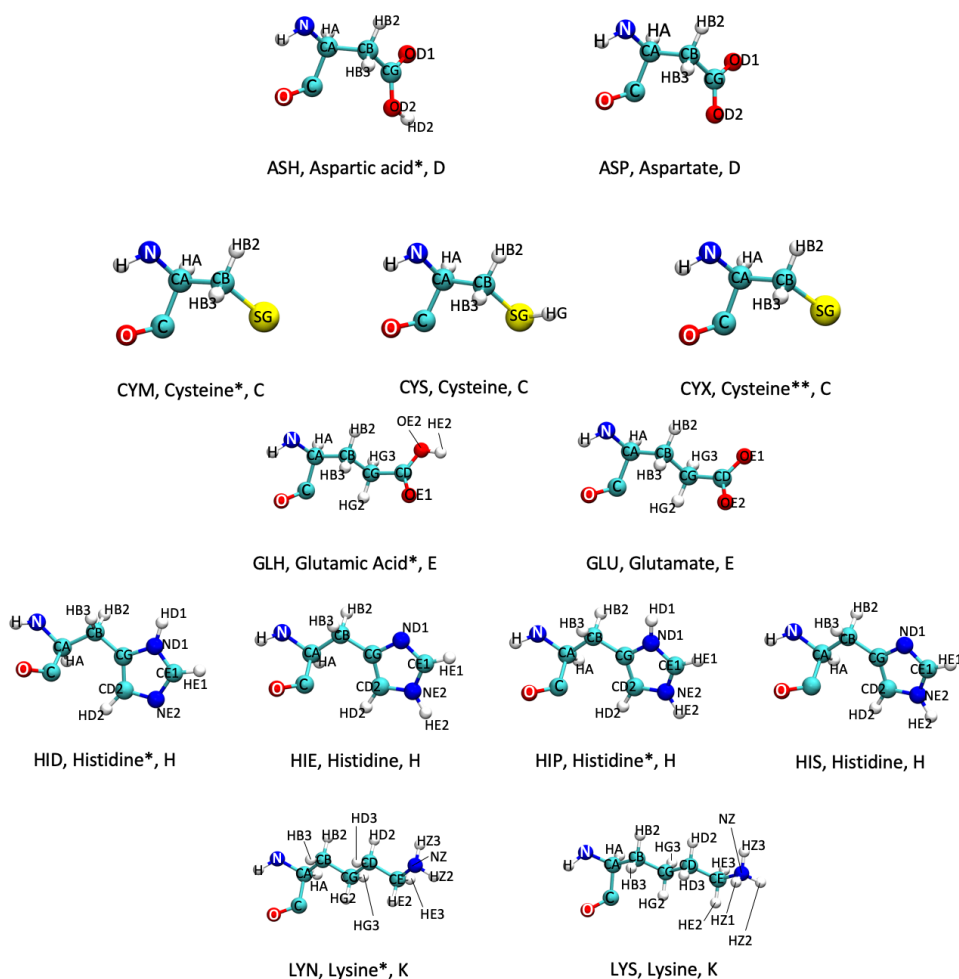 N HA HB2
H CA CB
HB3 CG OD1
C
O OD2
HD2
N HA HB2
H CA CB
HB3 CG OD1
C
O OD2
ASH, Aspartic acid*, D
ASP, Aspartate, D
N HA HB2
H CA CB
HB3
O C SG
N HA HB2
H CA CB
HB3
O C SG HG
N HA HB2
H CA CB
HB3
O C SG
CYM, Cysteine*, C
CYS, Cysteine, C
CYX, Cysteine**, C
OE2 HE2
N HA HB2
H CA CB HG3
HB3 CG CD
C
O HG2 OE1
N HA HB2
H CA CB HG3
HB3 CG CD OE1
C
O HG2 OE2
GLH, Glutamic Acid*, E
GLU, Glutamate, E
HB3 HB2 HD1
N CB
H CA ND1
HA CG
O C CE1
CD2 HE1
HD2 NE2
HB2
N HB3 CB ND1
H CA CG
HA CE1 HE1
O C CD2 NE2
HD2 HE2
HB2 HD1
N HB3 CB ND1
H CA CG
HA CE1 HE1
O C CD2 NE2
HD2 HE2
HB2
N HB3 CB ND1
H CA CG
HA CE1 HE1
O C CD2 NE2
HD2 HE2
HID, Histidine*, H
HIE, Histidine, H
HIP, Histidine*, H
HIS, Histidine, H
HD3
HB3 HB2 HD2 HZ3
N CB CD NZ
H CA HZ2
HA CG CE
C HG2 HE2
O HG3 HE3
NZ
HB2 HD2 HZ3
N HA CB HG3 CD HE3
H CA CG CE
HB3 HD3
C HG2
O HE2 HZ1
HZ2
LYN, Lysine*, K
LYS, Lysine, K